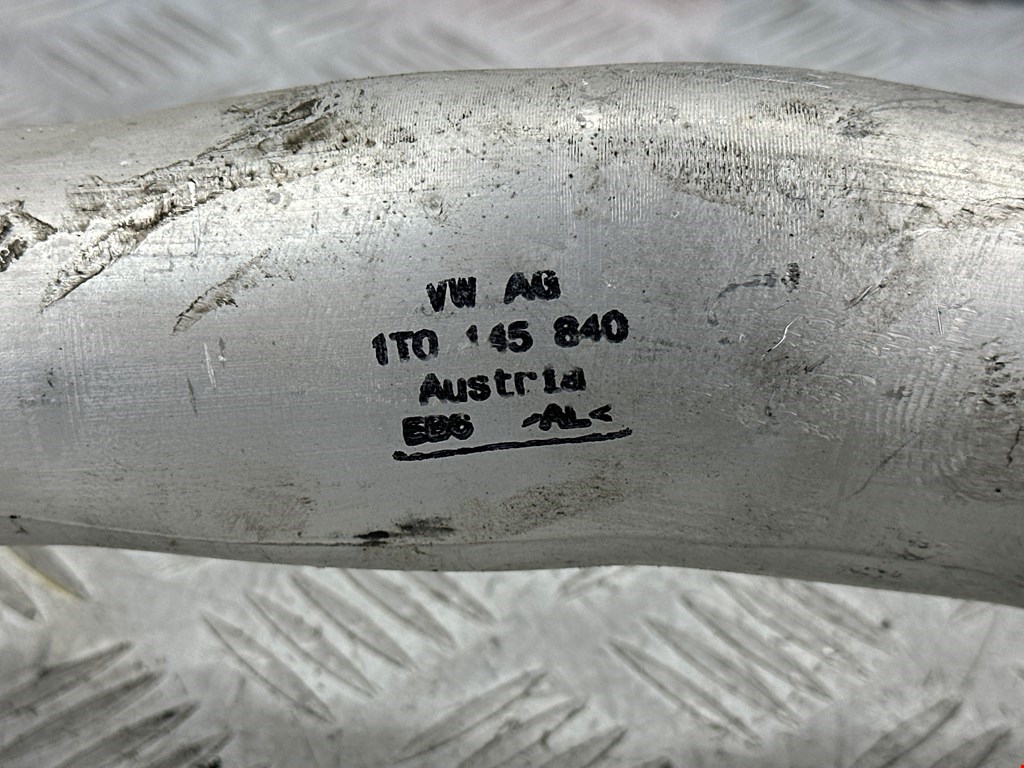 VW AG
1T0 145 840
Austria
EB6 >AL<